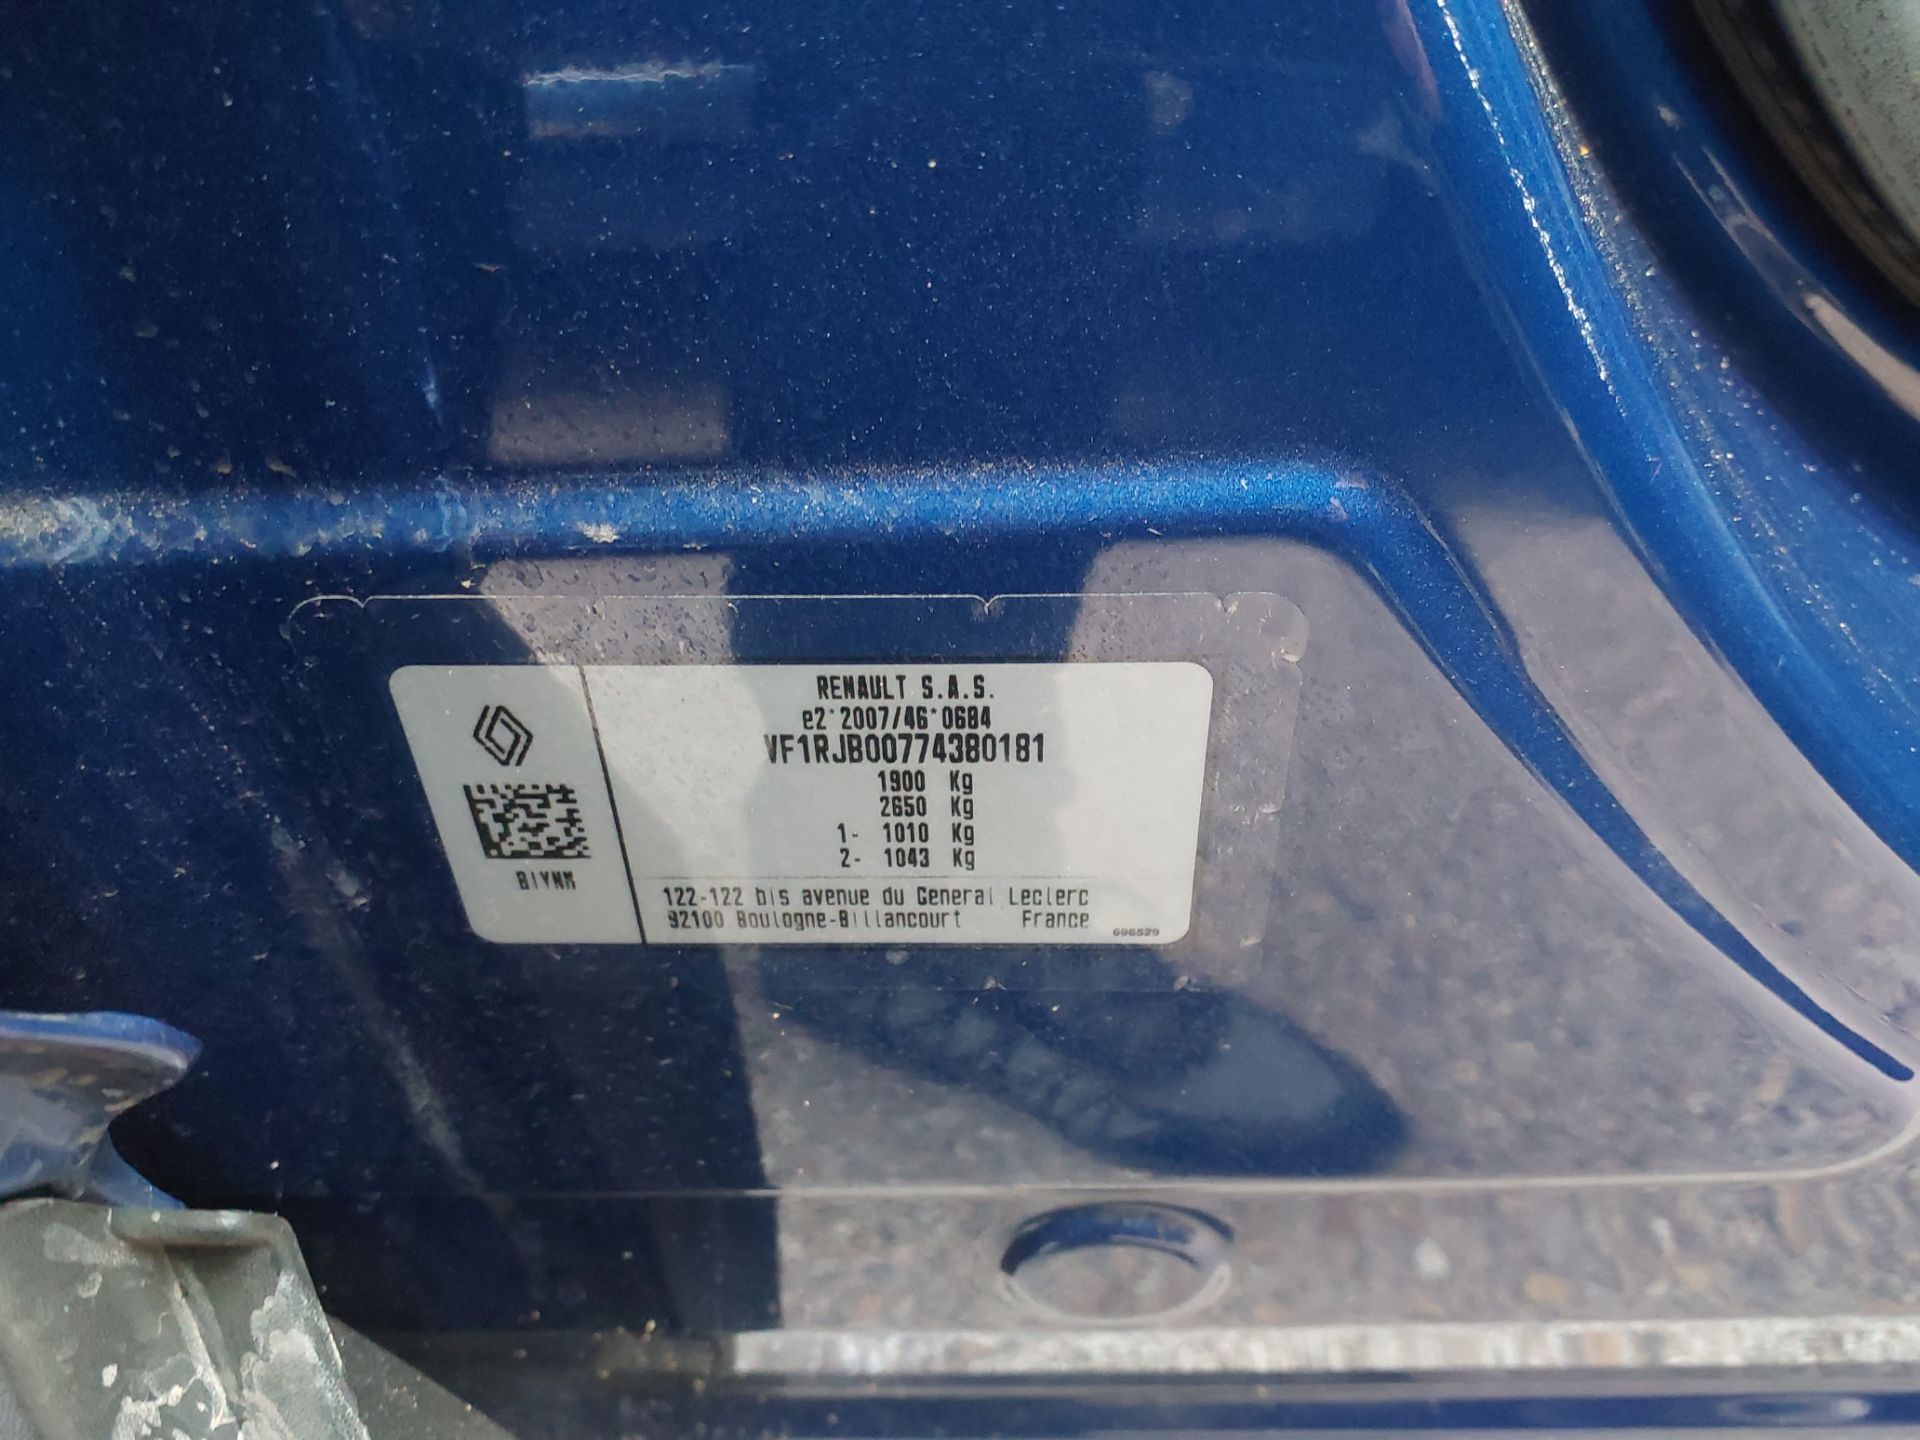 RENAULT S.A.S.
e2*2007/46*0684
VF1RJB00774380181
1900 Kg
2650 Kg
1- 1010 Kg
2- 1043 Kg
122-122 bis avenue du General Leclerc
92100 Boulogne-Billancourt France
696529